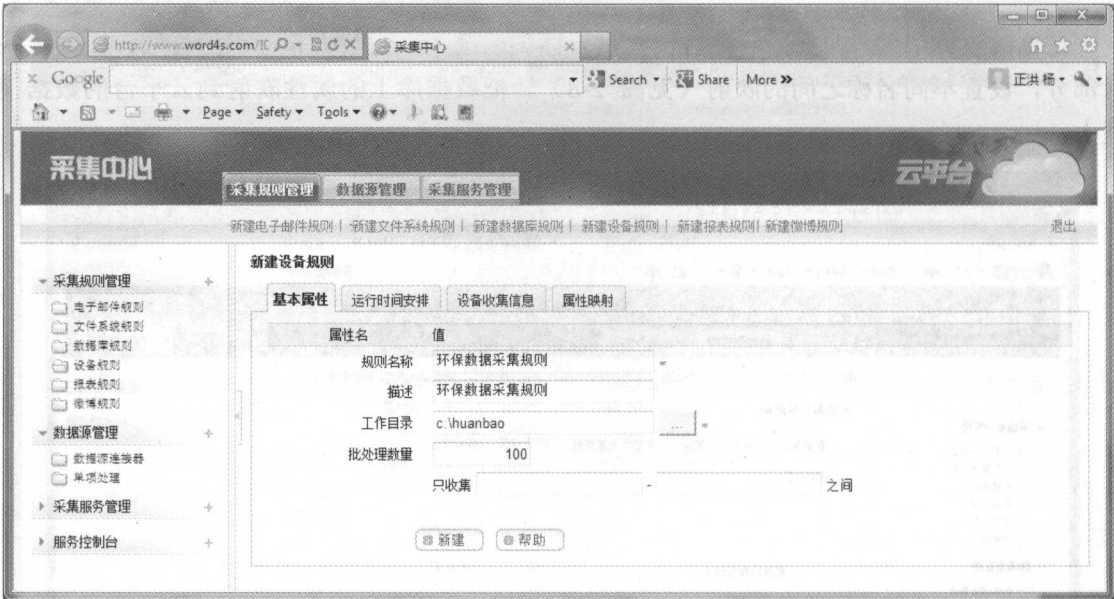 http://www.word4s.com/
采集中心
Google
Search
Share
More >>
正洪杨
Page
Safety
Tools
采集中心
云平台
采集规则管理
数据源管理
采集服务管理
新建电子邮件规则 | 新建文件系统规则 | 新建数据库规则 | 新建设备规则 | 新建报表规则 | 新建微博规则
退出
采集规则管理
电子邮件规则
文件系统规则
数据库规则
设备规则
报表规则
微博规则
数据源管理
数据源连接器
单项处理
采集服务管理
服务控制台
新建设备规则
基本属性
运行时间安排
设备收集信息
属性映射
属性名 值
规则名称 环保数据采集规则 *
描述 环保数据采集规则
工作目录 c:\huanbao ... *
批处理数量 100
只收集 - 之间
新建
帮助